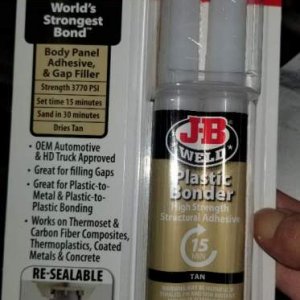 World's
Strongest
Bond™
Body Panel
Adhesive,
& Gap Filler
Strength 3770 PSI
Set time 15 minutes
Sand in 30 minutes
Dries Tan
• OEM Automotive
& HD Truck Approved
• Great for filling Gaps
• Great for Plastic-to-
Metal & Plastic-to-
Plastic Bonding
• Works on Thermoset &
Carbon Fiber Composites,
Thermoplastics, Coated
Metals & Concrete
RE-SEALABLE
J-B
WELD
Plastic
Bonder
High Strength
Structural Adhesive
15
MIN
TAN